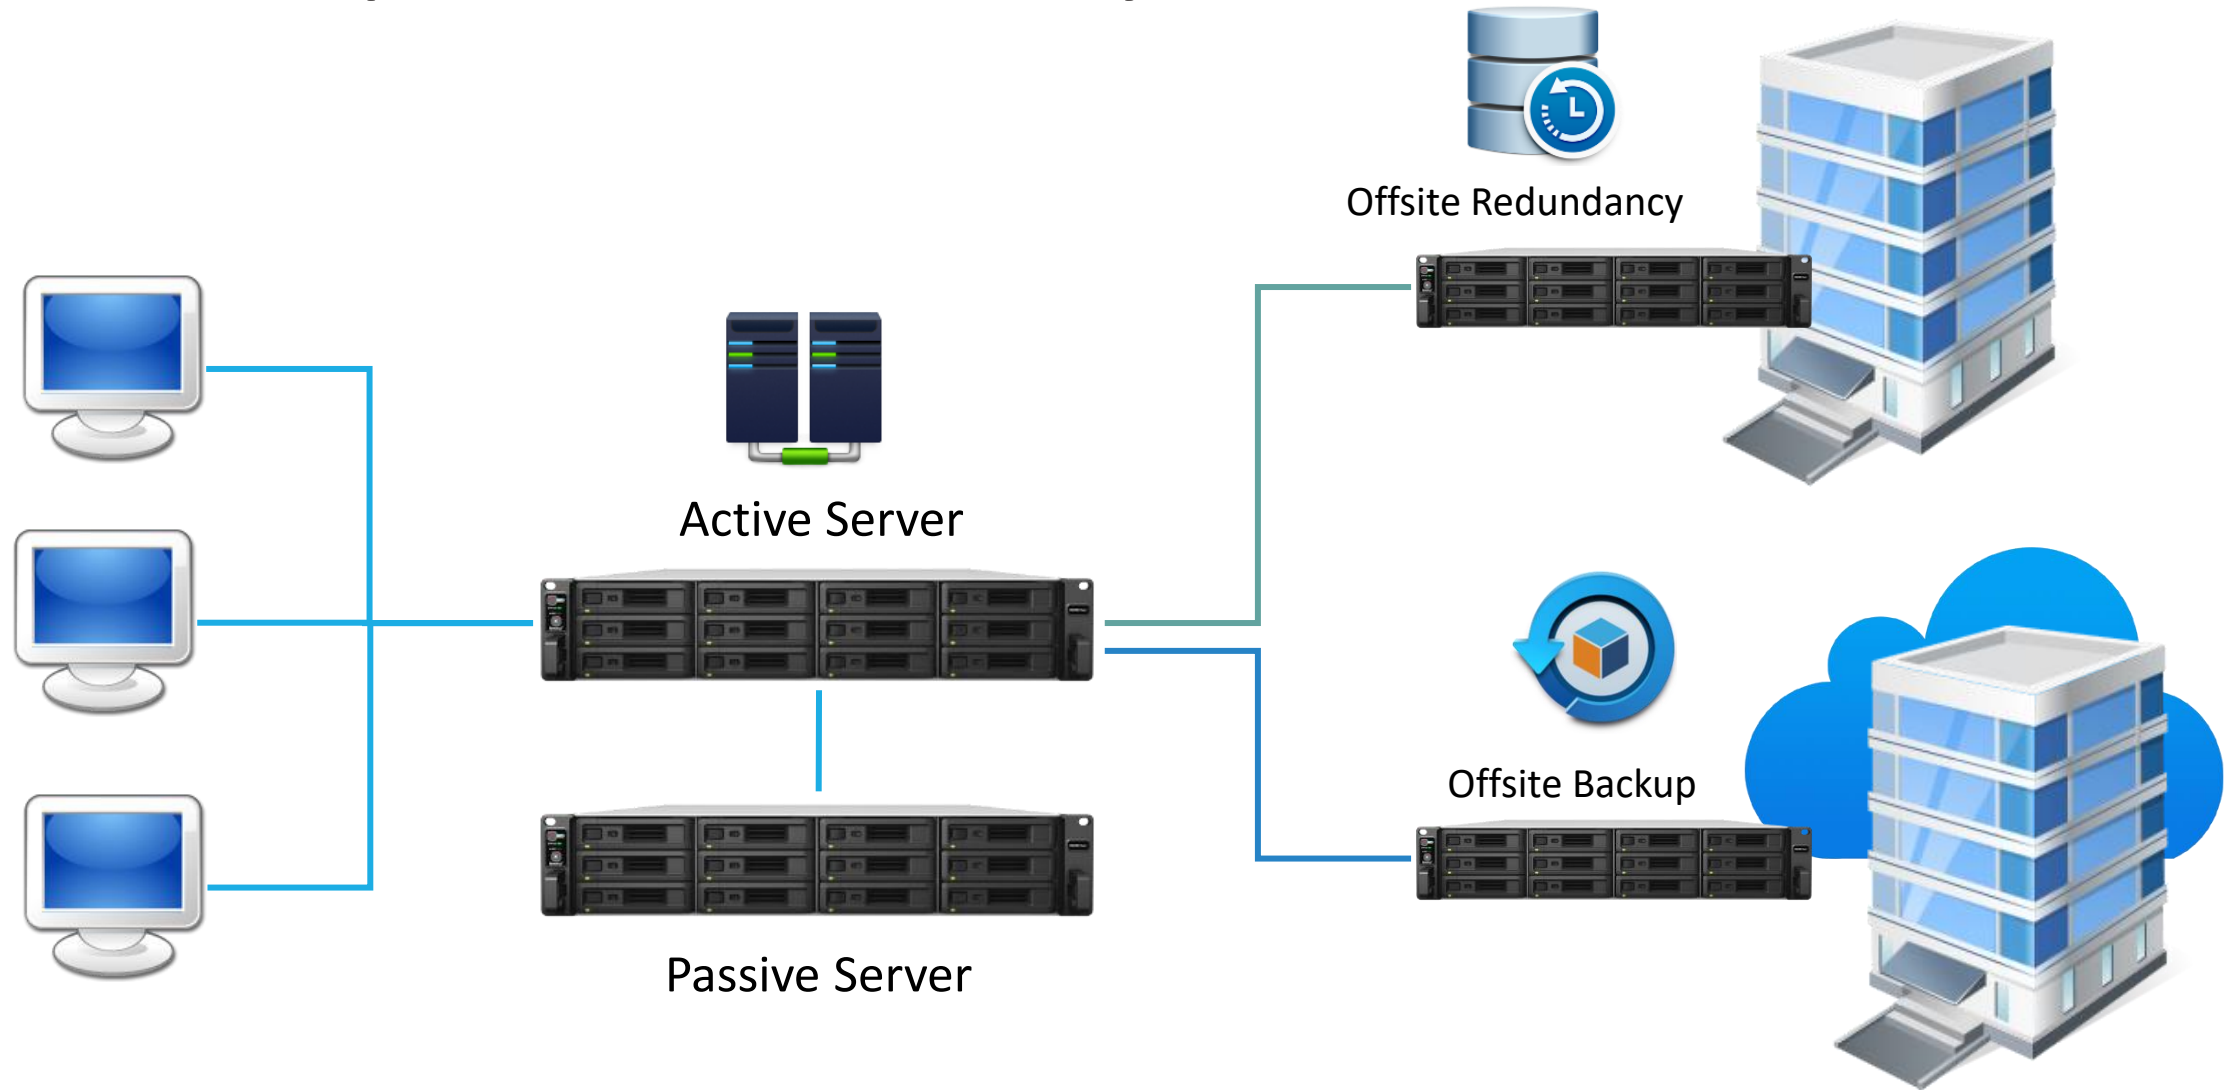 Offsite Redundancy
Active Server
Offsite Backup
Passive Server